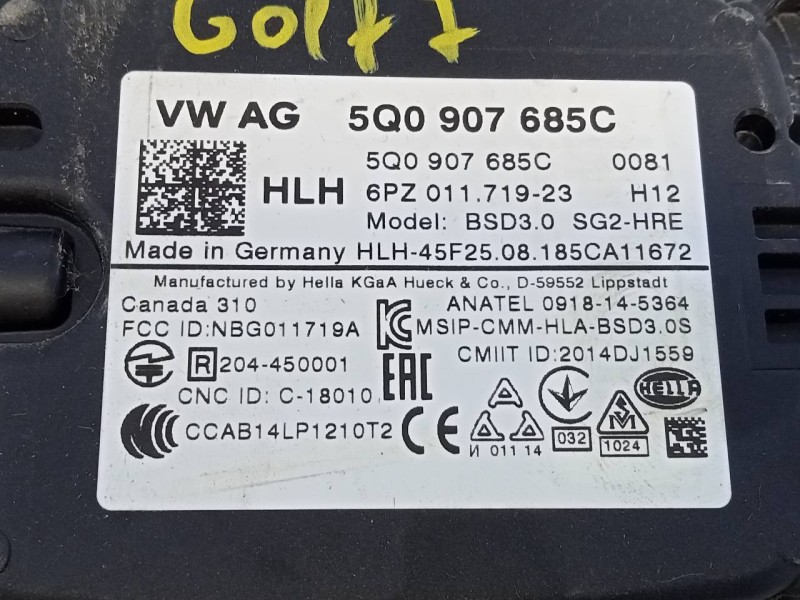 Golf 7
VW AG 5Q0 907 685C
5Q0 907 685C 0081
HLH 6PZ 011.719-23 H12
Model: BSD3.0 SG2-HRE
Made in Germany HLH-45F25.08.185CA11672
Manufactured by Hella KGaA Hueck & Co., D-59552 Lippstadt
Canada 310 ANATEL 0918-14-5364
FCC ID:NBG011719A MSIP-CMM-HLA-BSD3.0S
R 204-450001 CMIIT ID:2014DJ1559
CNC ID: C-18010 EAC HELLA
CCAB14LP1210T2 CE И 011 14 032 1024